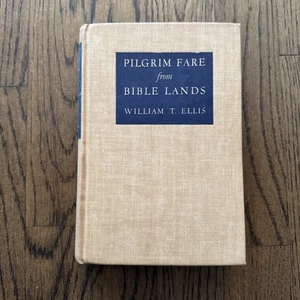 PILGRIM FARE
from
BIBLE LANDS
WILLIAM T. ELLIS